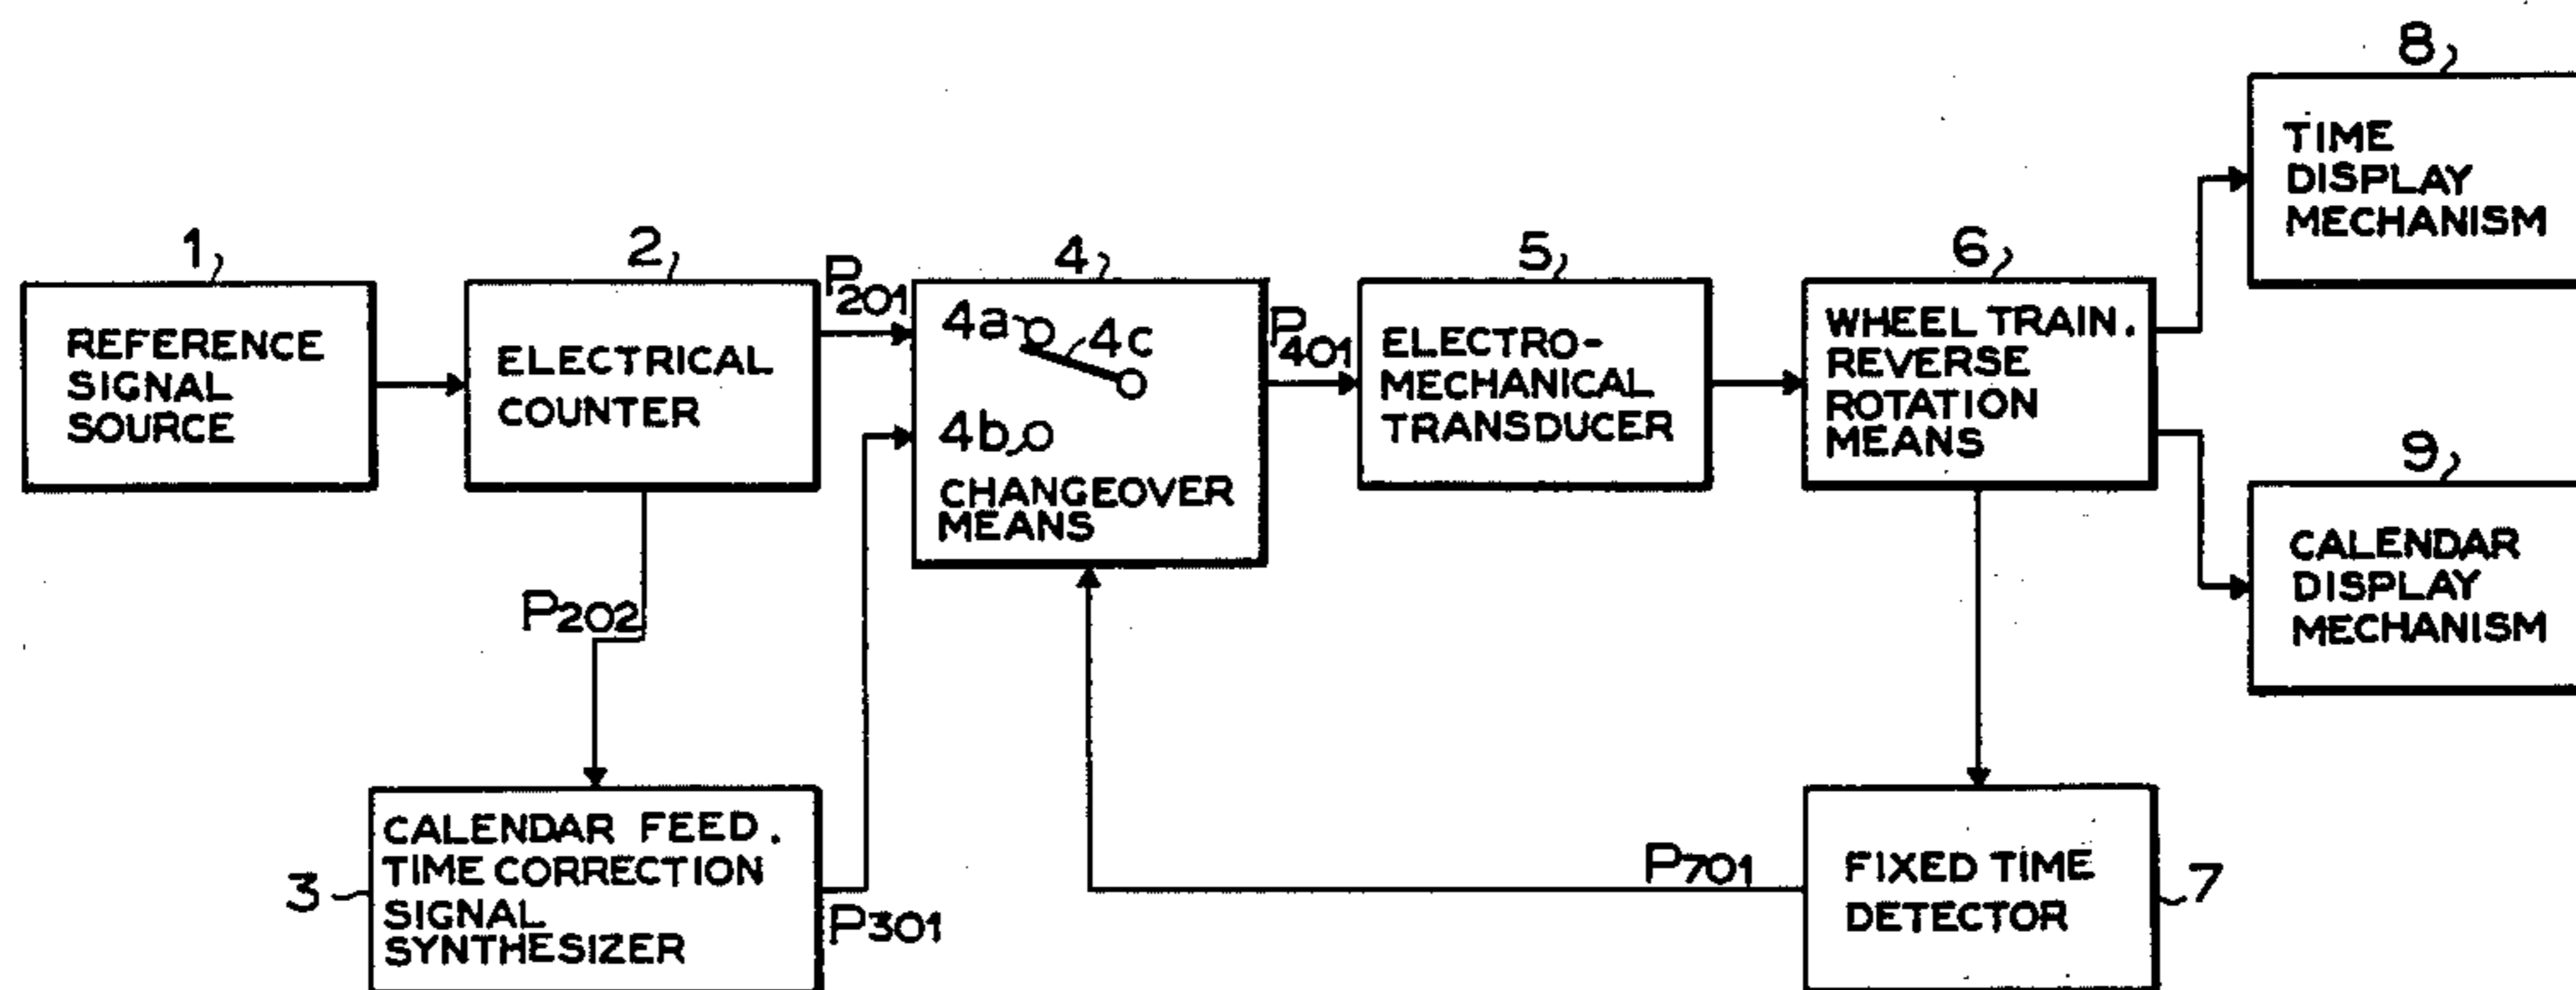 1
REFERENCE
SIGNAL
SOURCE
2
ELECTRICAL
COUNTER
P201
P202
3
CALENDAR FEED.
TIME CORRECTION
SIGNAL
SYNTHESIZER
P301
4
4a
4c
4b
CHANGEOVER
MEANS
P401
5
ELECTRO-
MECHANICAL
TRANSDUCER
6
WHEEL TRAIN.
REVERSE
ROTATION
MEANS
7
FIXED TIME
DETECTOR
P701
8
TIME
DISPLAY
MECHANISM
9
CALENDAR
DISPLAY
MECHANISM